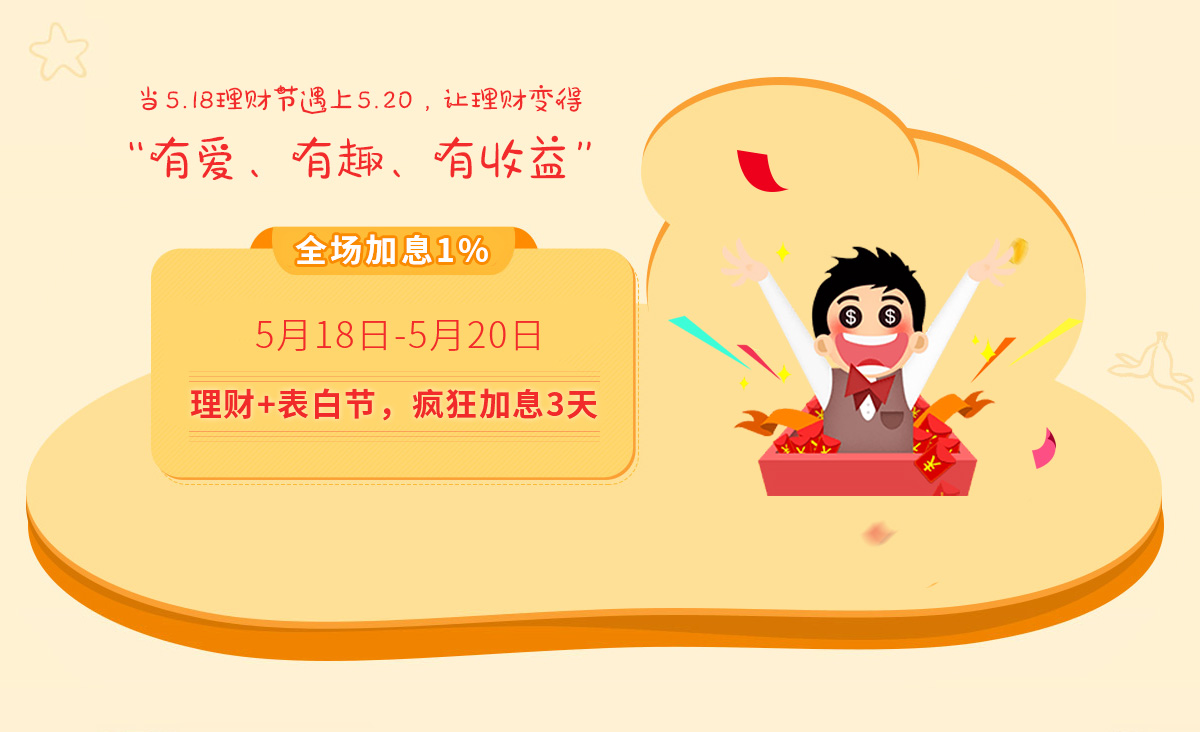 当5.18理财节遇上5.20，让理财变得
“有爱、有趣、有收益”
全场加息1%
5月18日-5月20日
理财+表白节，疯狂加息3天